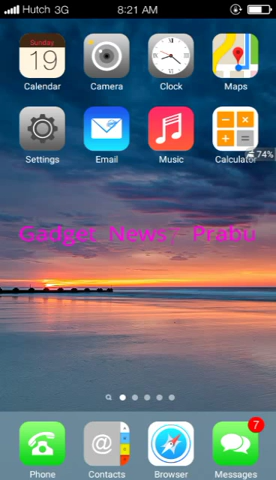 Hutch 3G 8:21 AM
Sunday
19
Calendar Camera Clock Maps
Settings Email Music Calculator
74%
Gadget News:- Prabu
7
Phone Contacts Browser Messages